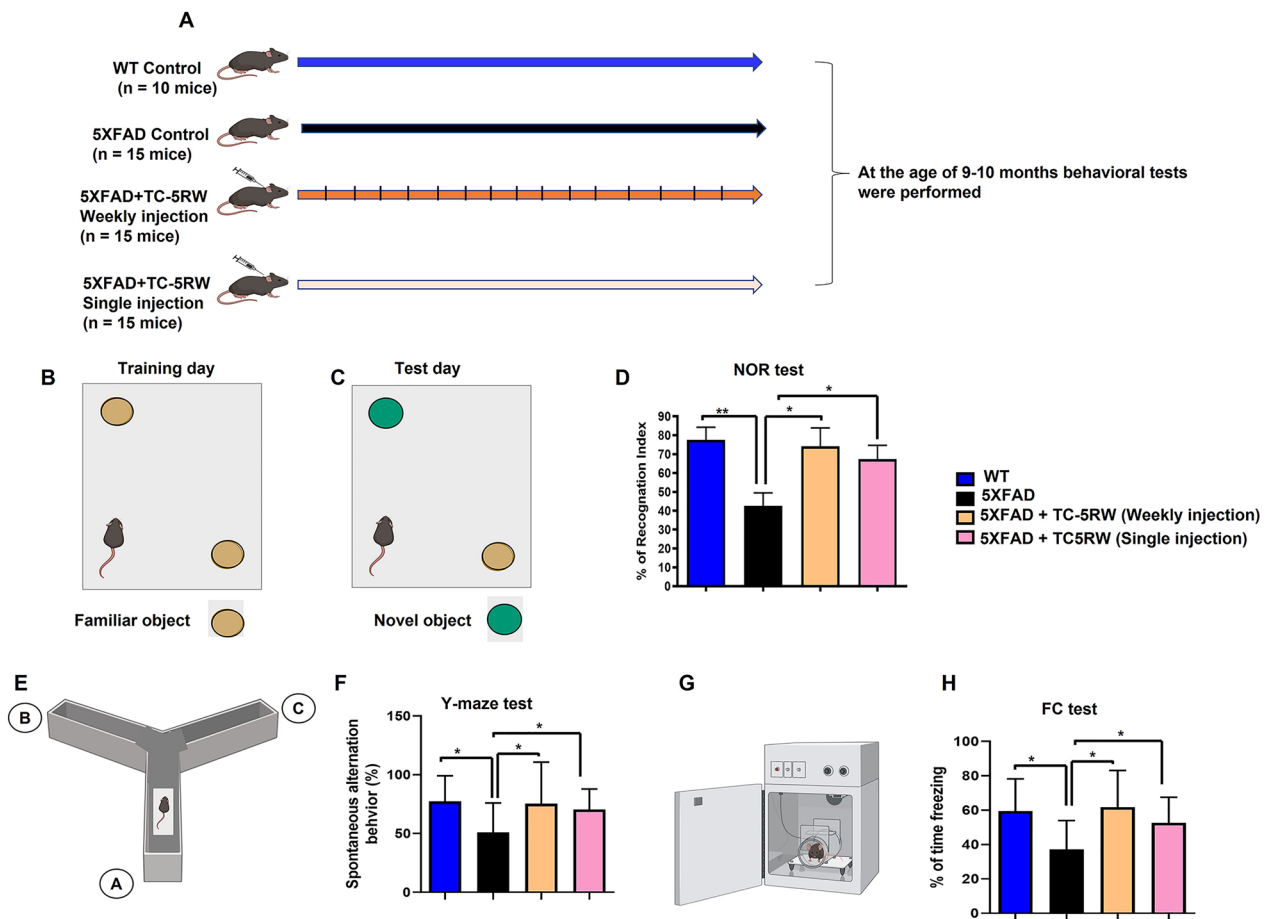 A
WT Control
(n = 10 mice)
5XFAD Control
(n = 15 mice)
5XFAD+TC-5RW
Weekly injection
(n = 15 mice)
5XFAD+TC-5RW
Single injection
(n = 15 mice)
At the age of 9-10 months behavioral tests
were performed
B
Training day
Familiar object
C
Test day
Novel object
D
NOR test
% of Recognation Index
90
80
70
60
50
40
30
20
10
0
**
*
*
WT
5XFAD
5XFAD + TC-5RW (Weekly injection)
5XFAD + TC5RW (Single injection)
E
B
C
A
F
Y-maze test
Spontaneous alternation
behvior (%)
150
100
50
0
*
*
*
G
H
FC test
% of time freezing
100
80
60
40
20
0
*
*
*